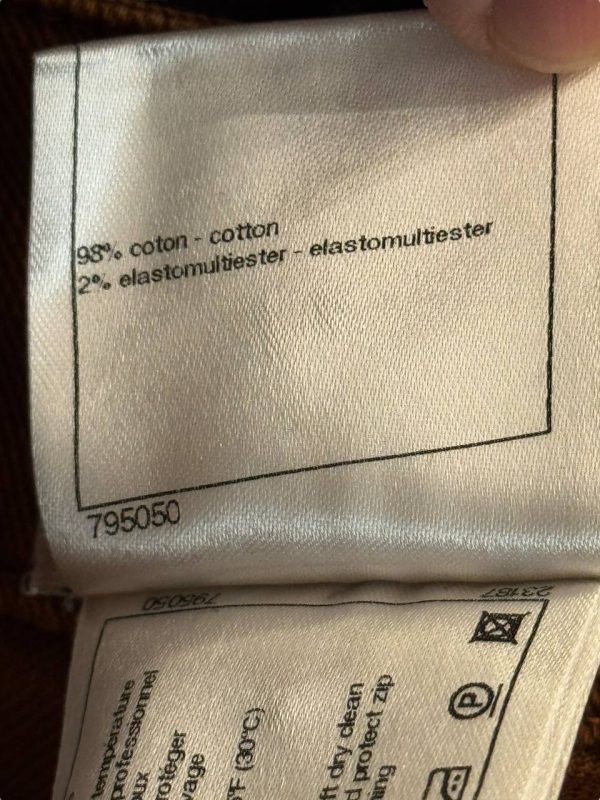 98% coton - cotton
2% elastomultiester - elastomultiester
795050
795050
23167
temperature
professionnel
ux
rotéger
vage
°F (30°C)
ft dry clean
d protect zip
ing
P